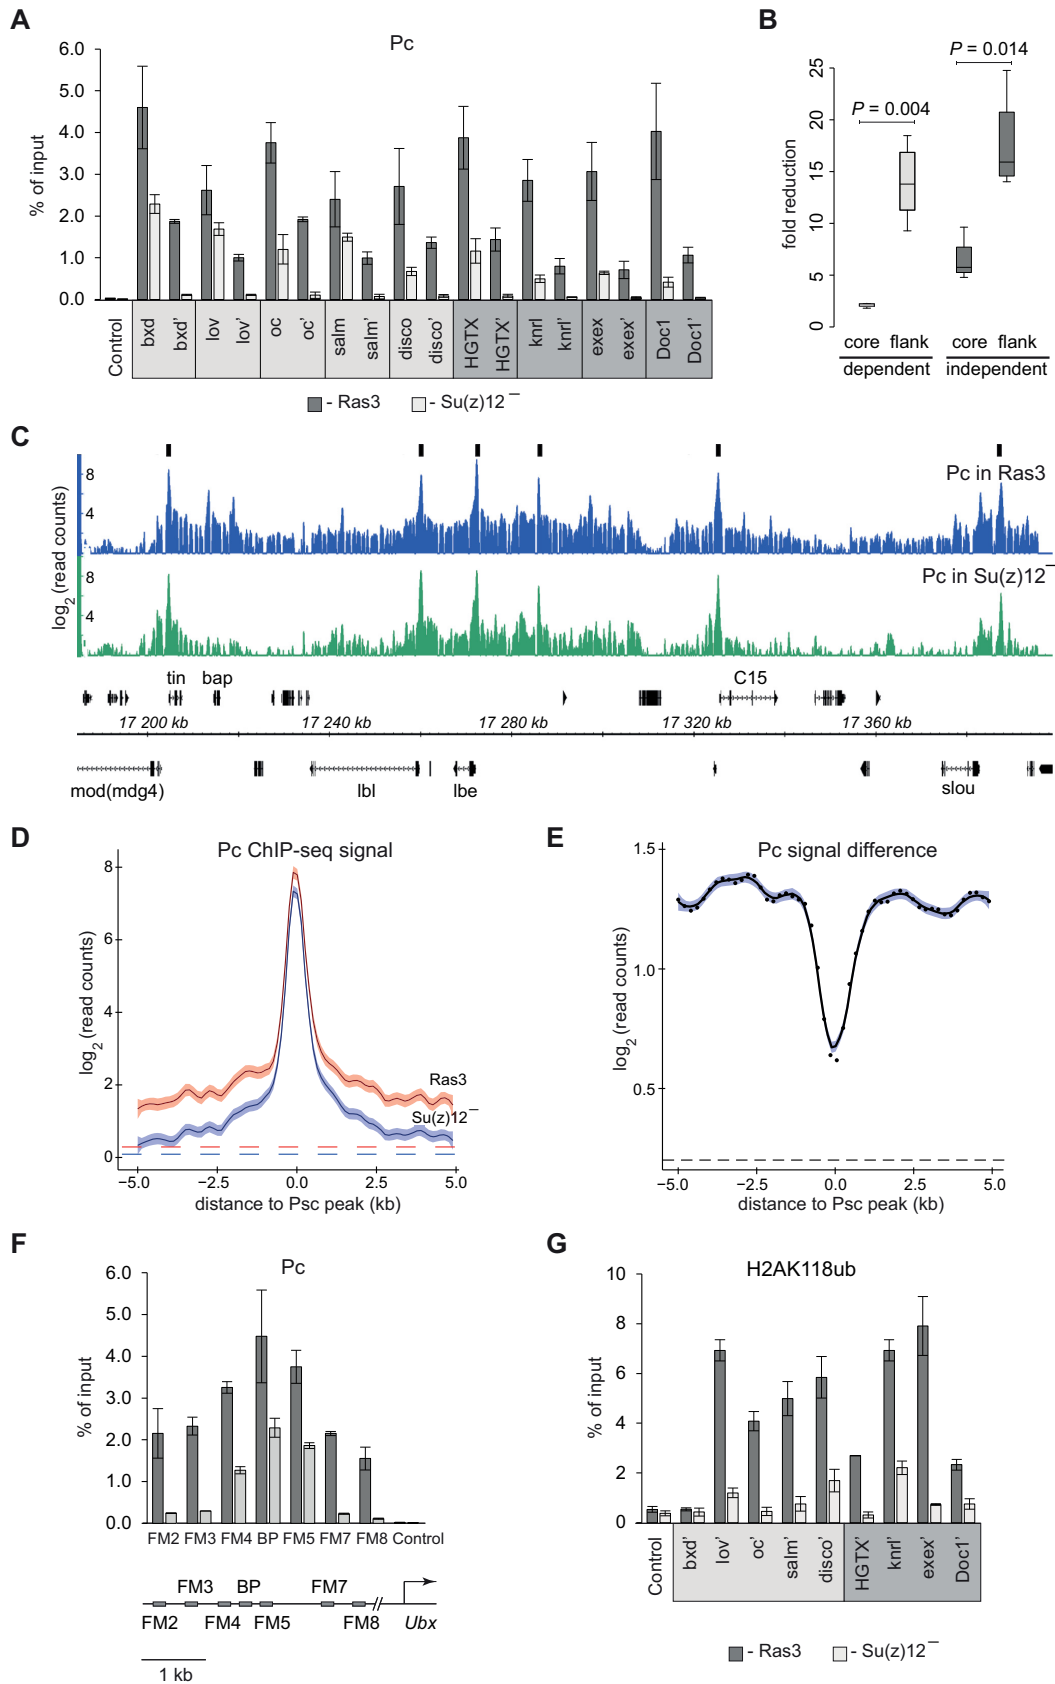 A
Pc
6.0
5.0
4.0
3.0
2.0
1.0
0.0
% of input
Control
bxd
bxd'
lov
lov'
oc
oc'
salm
salm'
disco
disco'
HGTX
HGTX'
knrl
knrl'
exex
exex'
Doc1
Doc1'
- Ras3
- Su(z)12⁻
B
P = 0.014
P = 0.004
25
20
15
10
5
0
fold reduction
core flank
core flank
dependent
independent
C
Pc in Ras3
8
4
Pc in Su(z)12⁻
8
4
log₂ (read counts)
tin
bap
C15
17 200 kb
17 240 kb
17 280 kb
17 320 kb
17 360 kb
mod(mdg4)
lbl
lbe
slou
D
Pc ChIP-seq signal
8
6
4
2
0
log₂ (read counts)
Ras3
Su(z)12⁻
−5.0
−2.5
0.0
2.5
5.0
distance to Psc peak (kb)
E
Pc signal difference
1.5
1.0
0.5
log₂ (read counts)
−5.0
−2.5
0.0
2.5
5.0
distance to Psc peak (kb)
F
Pc
6.0
5.0
4.0
3.0
2.0
1.0
0.0
% of input
FM2
FM3
FM4
BP
FM5
FM7
FM8
Control
FM3
BP
FM7
FM2
FM4
FM5
FM8
Ubx
1 kb
G
H2AK118ub
10
8
6
4
2
0
% of input
Control
bxd'
lov'
oc'
salm'
disco'
HGTX'
knrl'
exex'
Doc1'
- Ras3
- Su(z)12⁻